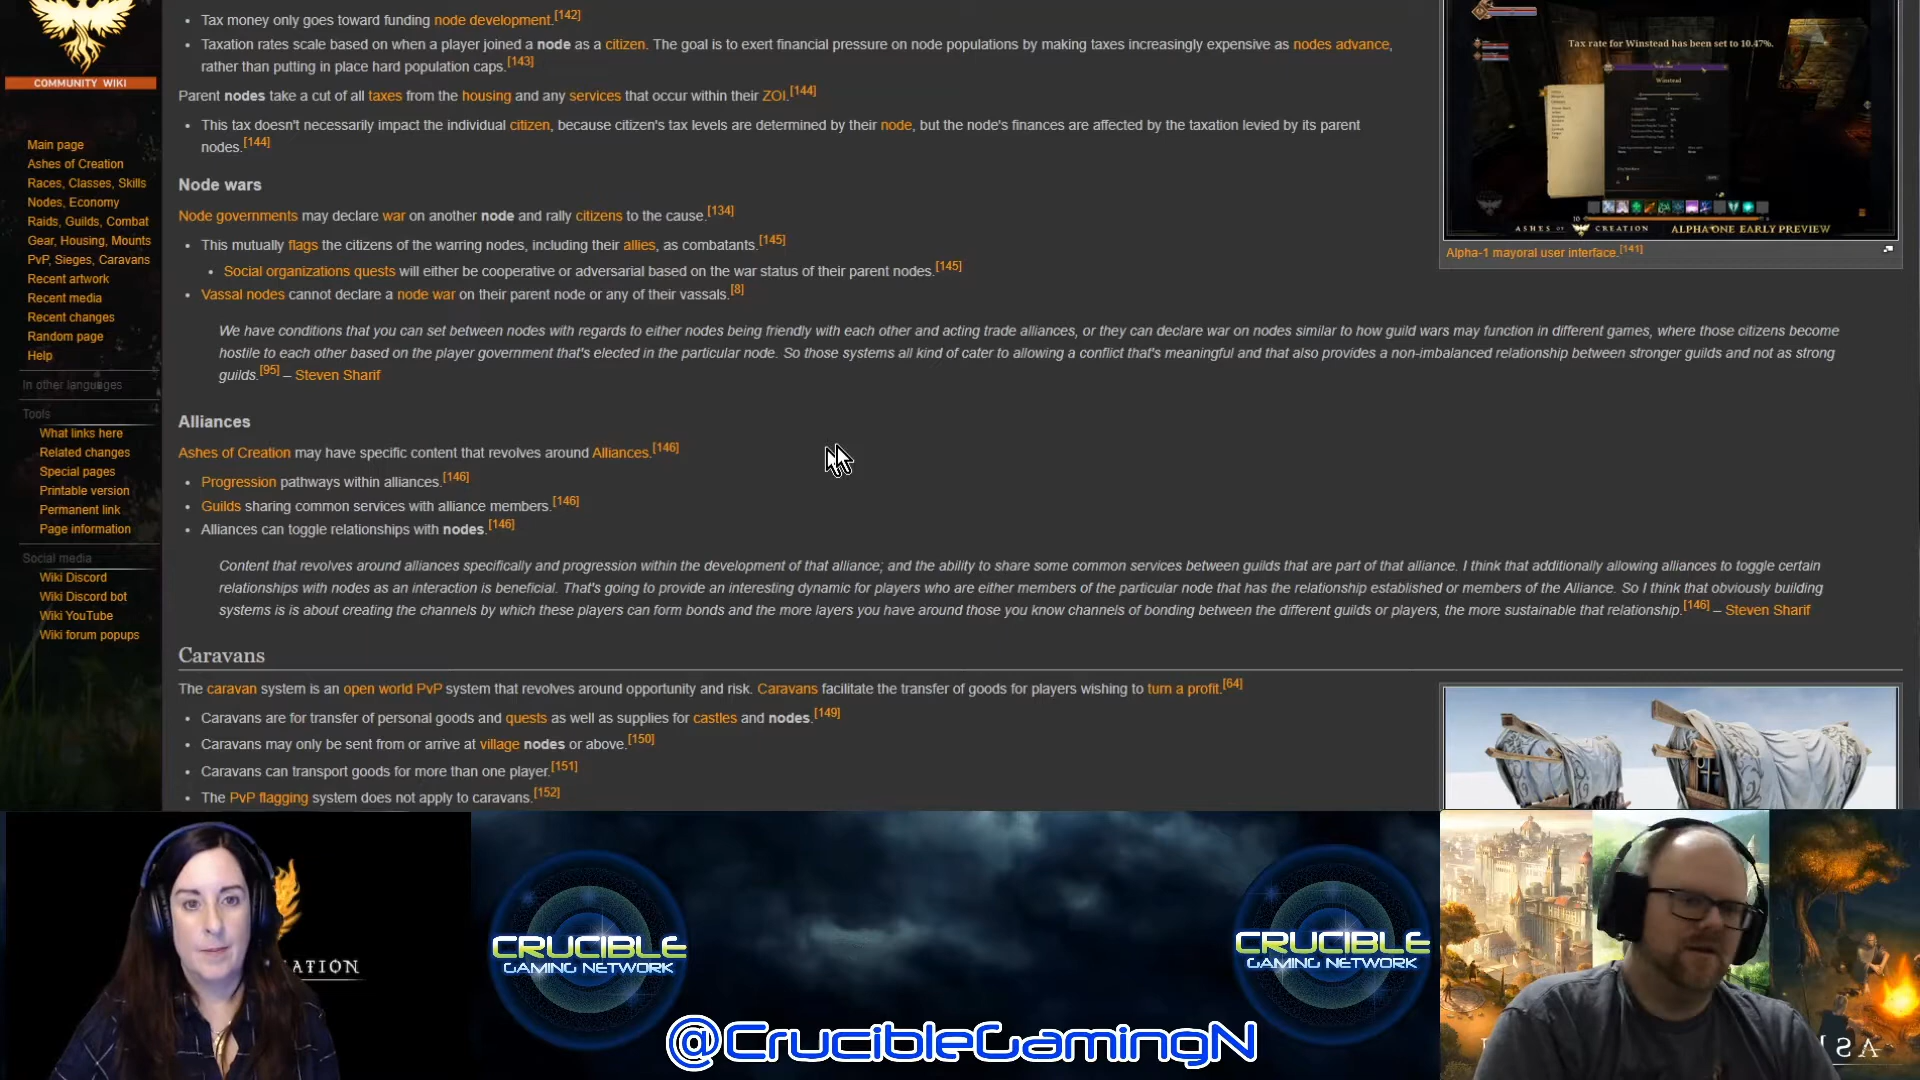 COMMUNITY WIKI
Main page
Ashes of Creation
Races, Classes, Skills
Nodes, Economy
Raids, Guilds, Combat
Gear, Housing, Mounts
PvP, Sieges, Caravans
Recent artwork
Recent media
Recent changes
Random page
Help
In other languages
Tools
What links here
Related changes
Special pages
Printable version
Permanent link
Page information
Social media
Wiki Discord
Wiki Discord bot
Wiki YouTube
Wiki forum popups
• Tax money only goes toward funding node development.[142]
• Taxation rates scale based on when a player joined a node as a citizen. The goal is to exert financial pressure on node populations by making taxes increasingly expensive as nodes advance,
rather than putting in place hard population caps.[143]
Parent nodes take a cut of all taxes from the housing and any services that occur within their ZOI.[144]
• This tax doesn't necessarily impact the individual citizen, because citizen's tax levels are determined by their node, but the node's finances are affected by the taxation levied by its parent
nodes.[144]
Node wars
Node governments may declare war on another node and rally citizens to the cause.[134]
• This mutually flags the citizens of the warring nodes, including their allies, as combatants.[145]
• Social organizations quests will either be cooperative or adversarial based on the war status of their parent nodes.[145]
• Vassal nodes cannot declare a node war on their parent node or any of their vassals.[8]
We have conditions that you can set between nodes with regards to either nodes being friendly with each other and acting trade alliances, or they can declare war on nodes similar to how guild wars may function in different games, where those citizens become
hostile to each other based on the player government that's elected in the particular node. So those systems all kind of cater to allowing a conflict that's meaningful and that also provides a non-imbalanced relationship between stronger guilds and not as strong
guilds.[95] – Steven Sharif
Alliances
Ashes of Creation may have specific content that revolves around Alliances.[146]
• Progression pathways within alliances.[146]
• Guilds sharing common services with alliance members.[146]
• Alliances can toggle relationships with nodes.[146]
Content that revolves around alliances specifically and progression within the development of that alliance; and the ability to share some common services between guilds that are part of that alliance. I think that additionally allowing alliances to toggle certain
relationships with nodes as an interaction is beneficial. That's going to provide an interesting dynamic for players who are either members of the particular node that has the relationship established or members of the Alliance. So I think that obviously building
systems is is about creating the channels by which these players can form bonds and the more layers you have around those you know channels of bonding between the different guilds or players, the more sustainable that relationship.[146] – Steven Sharif
Caravans
The caravan system is an open world PvP system that revolves around opportunity and risk. Caravans facilitate the transfer of goods for players wishing to turn a profit.[64]
• Caravans are for transfer of personal goods and quests as well as supplies for castles and nodes.[149]
• Caravans may only be sent from or arrive at village nodes or above.[150]
• Caravans can transport goods for more than one player.[151]
• The PvP flagging system does not apply to caravans.[152]
Tax rate for Winstead has been set to 10.47%.
Winstead
ASHES OF CREATION
ALPHA ONE EARLY PREVIEW
Alpha-1 mayoral user interface.[141]
EATION
CRUCIBLE
GAMING NETWORK
CRUCIBLE
GAMING NETWORK
@CrucibleGamingN